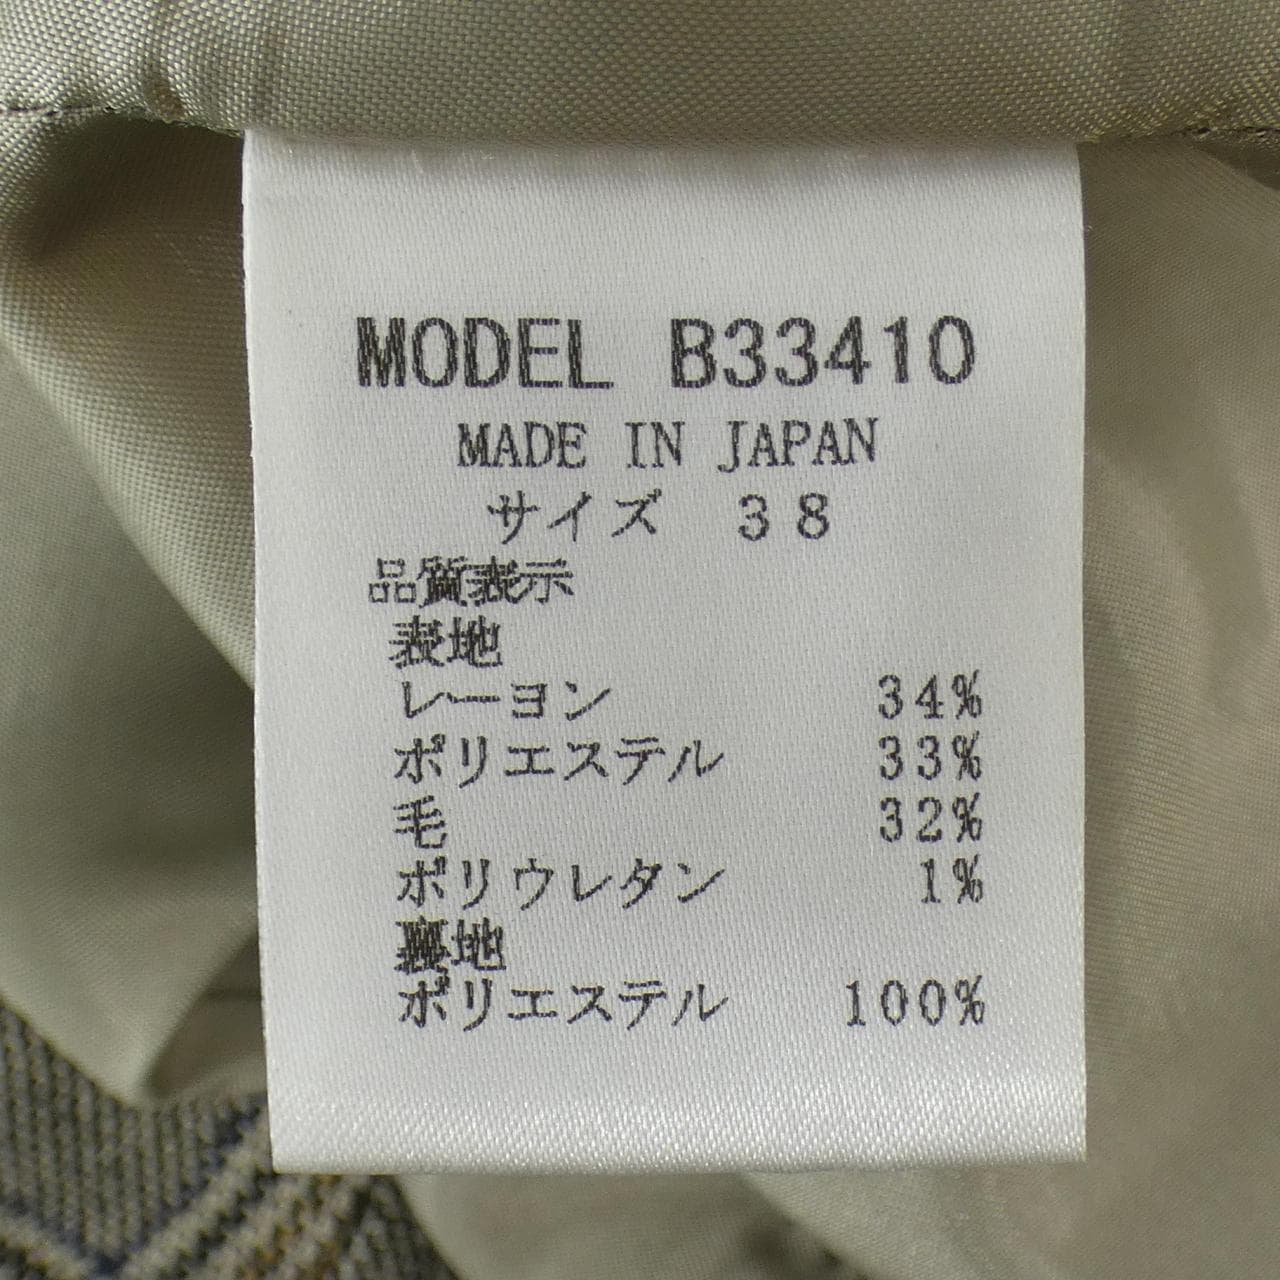 MODEL B33410
MADE IN JAPAN
サイズ 38
品質表示
表地
レーヨン 34%
ポリエステル 33%
毛 32%
ポリウレタン 1%
裏地
ポリエステル 100%